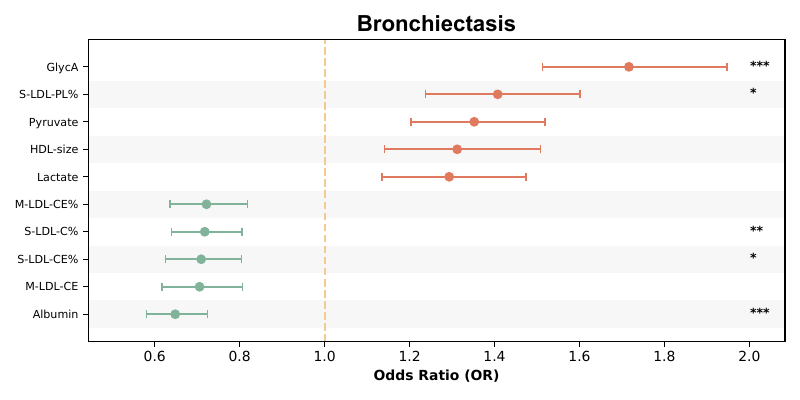 Bronchiectasis
GlycA ***
S-LDL-PL% *
Pyruvate
HDL-size
Lactate
M-LDL-CE%
S-LDL-C% **
S-LDL-CE% *
M-LDL-CE
Albumin ***
0.6 0.8 1.0 1.2 1.4 1.6 1.8 2.0
Odds Ratio (OR)